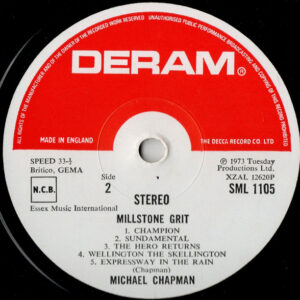 ALL RIGHTS OF THE MANUFACTURER AND OF THE OWNER OF THE RECORDED WORK RESERVED UNAUTHORISED PUBLIC PERFORMANCE BROADCASTING AND COPYING OF THIS RECORD PROHIBITED
DERAM®
MADE IN ENGLAND
THE DECCA RECORD CO. LTD.
SPEED 33⅓
Britico, GEMA
N.C.B.
Essex Music International
Side
2
℗ 1973 Tuesday
Productions Ltd.
XZAL 12620P
SML 1105
STEREO
MILLSTONE GRIT
1. CHAMPION
2. SUNDAMENTAL
3. THE HERO RETURNS
4. WELLINGTON THE SKELLINGTON
5. EXPRESSWAY IN THE RAIN
(Chapman)
MICHAEL CHAPMAN